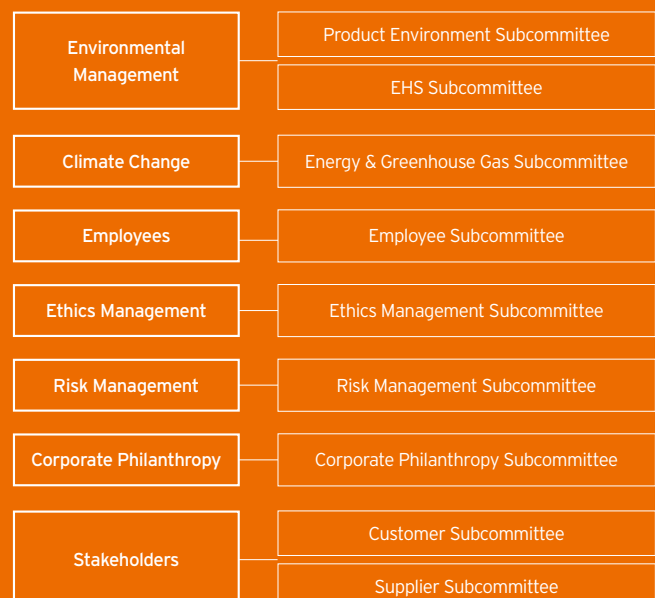 Environmental
Management
Product Environment Subcommittee
EHS Subcommittee
Climate Change
Energy & Greenhouse Gas Subcommittee
Employees
Employee Subcommittee
Ethics Management
Ethics Management Subcommittee
Risk Management
Risk Management Subcommittee
Corporate Philanthropy
Corporate Philanthropy Subcommittee
Stakeholders
Customer Subcommittee
Supplier Subcommittee